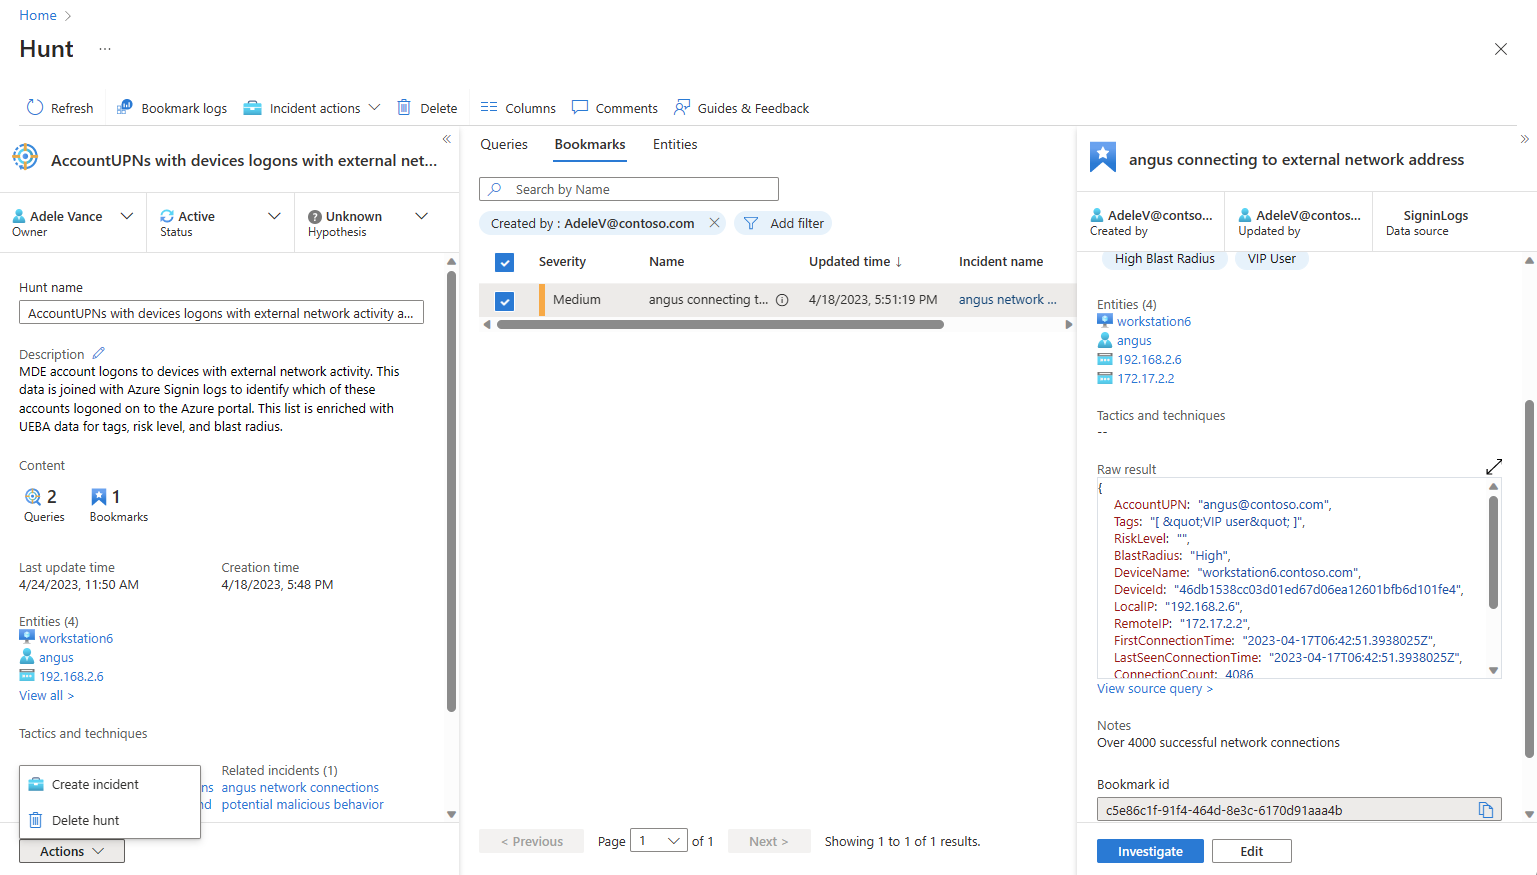 Home
Hunt
Refresh
Bookmark logs
Incident actions
Delete
Columns
Comments
Guides & Feedback
AccountUPNs with devices logons with external net...
Adele Vance
Owner
Active
Status
Unknown
Hypothesis
Hunt name
AccountUPNs with devices logons with external network activity a...
Description
MDE account logons to devices with external network activity. This
data is joined with Azure Signin logs to identify which of these
accounts logoned on to the Azure portal. This list is enriched with
UEBA data for tags, risk level, and blast radius.
Content
2
Queries
1
Bookmarks
Last update time
4/24/2023, 11:50 AM
Creation time
4/18/2023, 5:48 PM
Entities (4)
workstation6
angus
192.168.2.6
View all >
Tactics and techniques
Related incidents (1)
ns
angus network connections
nd
potential malicious behavior
Create incident
Delete hunt
Actions
Queries
Bookmarks
Entities
Search by Name
Created by : AdeleV@contoso.com
Add filter
Severity
Name
Updated time ↓
Incident name
Medium
angus connecting t...
4/18/2023, 5:51:19 PM
angus network ...
< Previous
Page
1
of 1
Next >
Showing 1 to 1 of 1 results.
angus connecting to external network address
AdeleV@contso...
Created by
AdeleV@contos...
Updated by
SigninLogs
Data source
High Blast Radius
VIP User
Entities (4)
workstation6
angus
192.168.2.6
172.17.2.2
Tactics and techniques
--
Raw result
{
AccountUPN: "angus@contoso.com",
Tags: "[ &quot;VIP user&quot; ]",
RiskLevel: "",
BlastRadius: "High",
DeviceName: "workstation6.contoso.com",
DeviceId: "46db1538cc03d01ed67d06ea12601bfb6d101fe4",
LocalIP: "192.168.2.6",
RemoteIP: "172.17.2.2",
FirstConnectionTime: "2023-04-17T06:42:51.3938025Z",
LastSeenConnectionTime: "2023-04-17T06:42:51.3938025Z",
ConnectionCount: 4086
View source query >
Notes
Over 4000 successful network connections
Bookmark id
c5e86c1f-91f4-464d-8e3c-6170d91aaa4b
Investigate
Edit